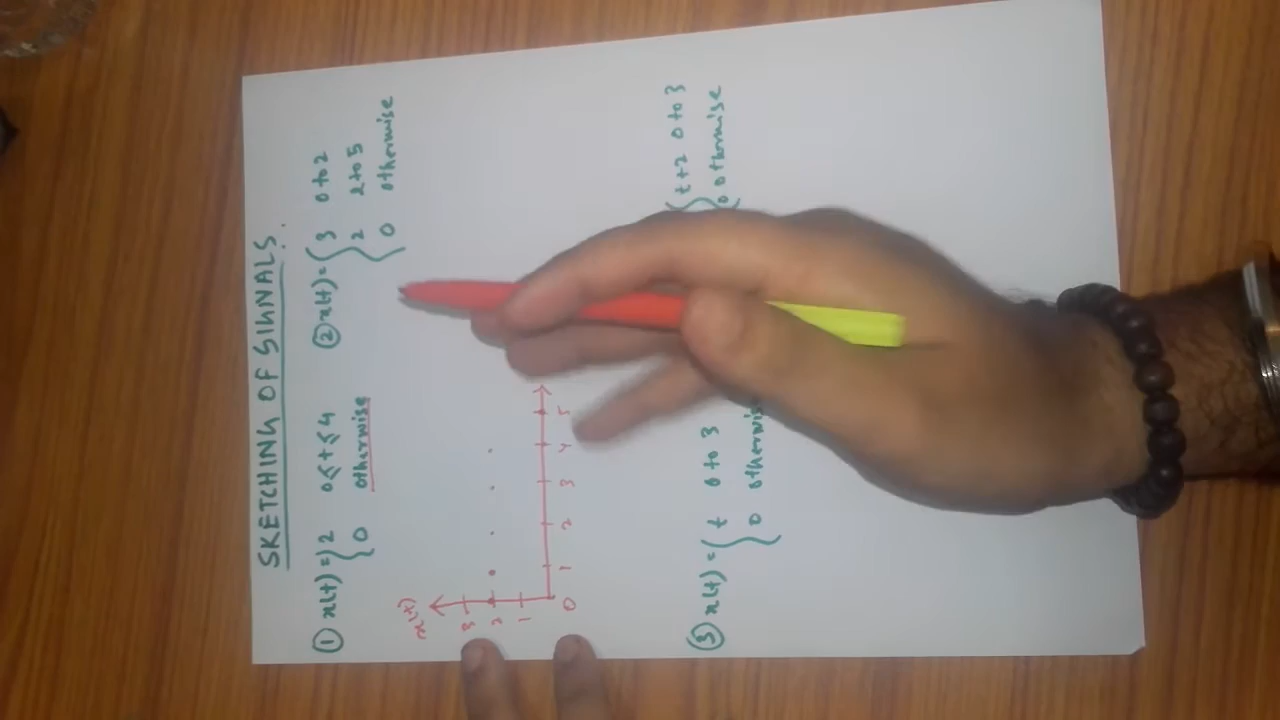 SKETCHING OF SIGNALS:
① x(t) = { 2 0≤t≤4
0 otherwise
② x(t) = { 3 0 to 2
2 2 to 5
0 otherwise
x(t)
3
2
1
0 1 2 3 4 5
③ x(t) = { t 0 to 3
0 otherwis
{ t+2 0 to 3
0 otherwise